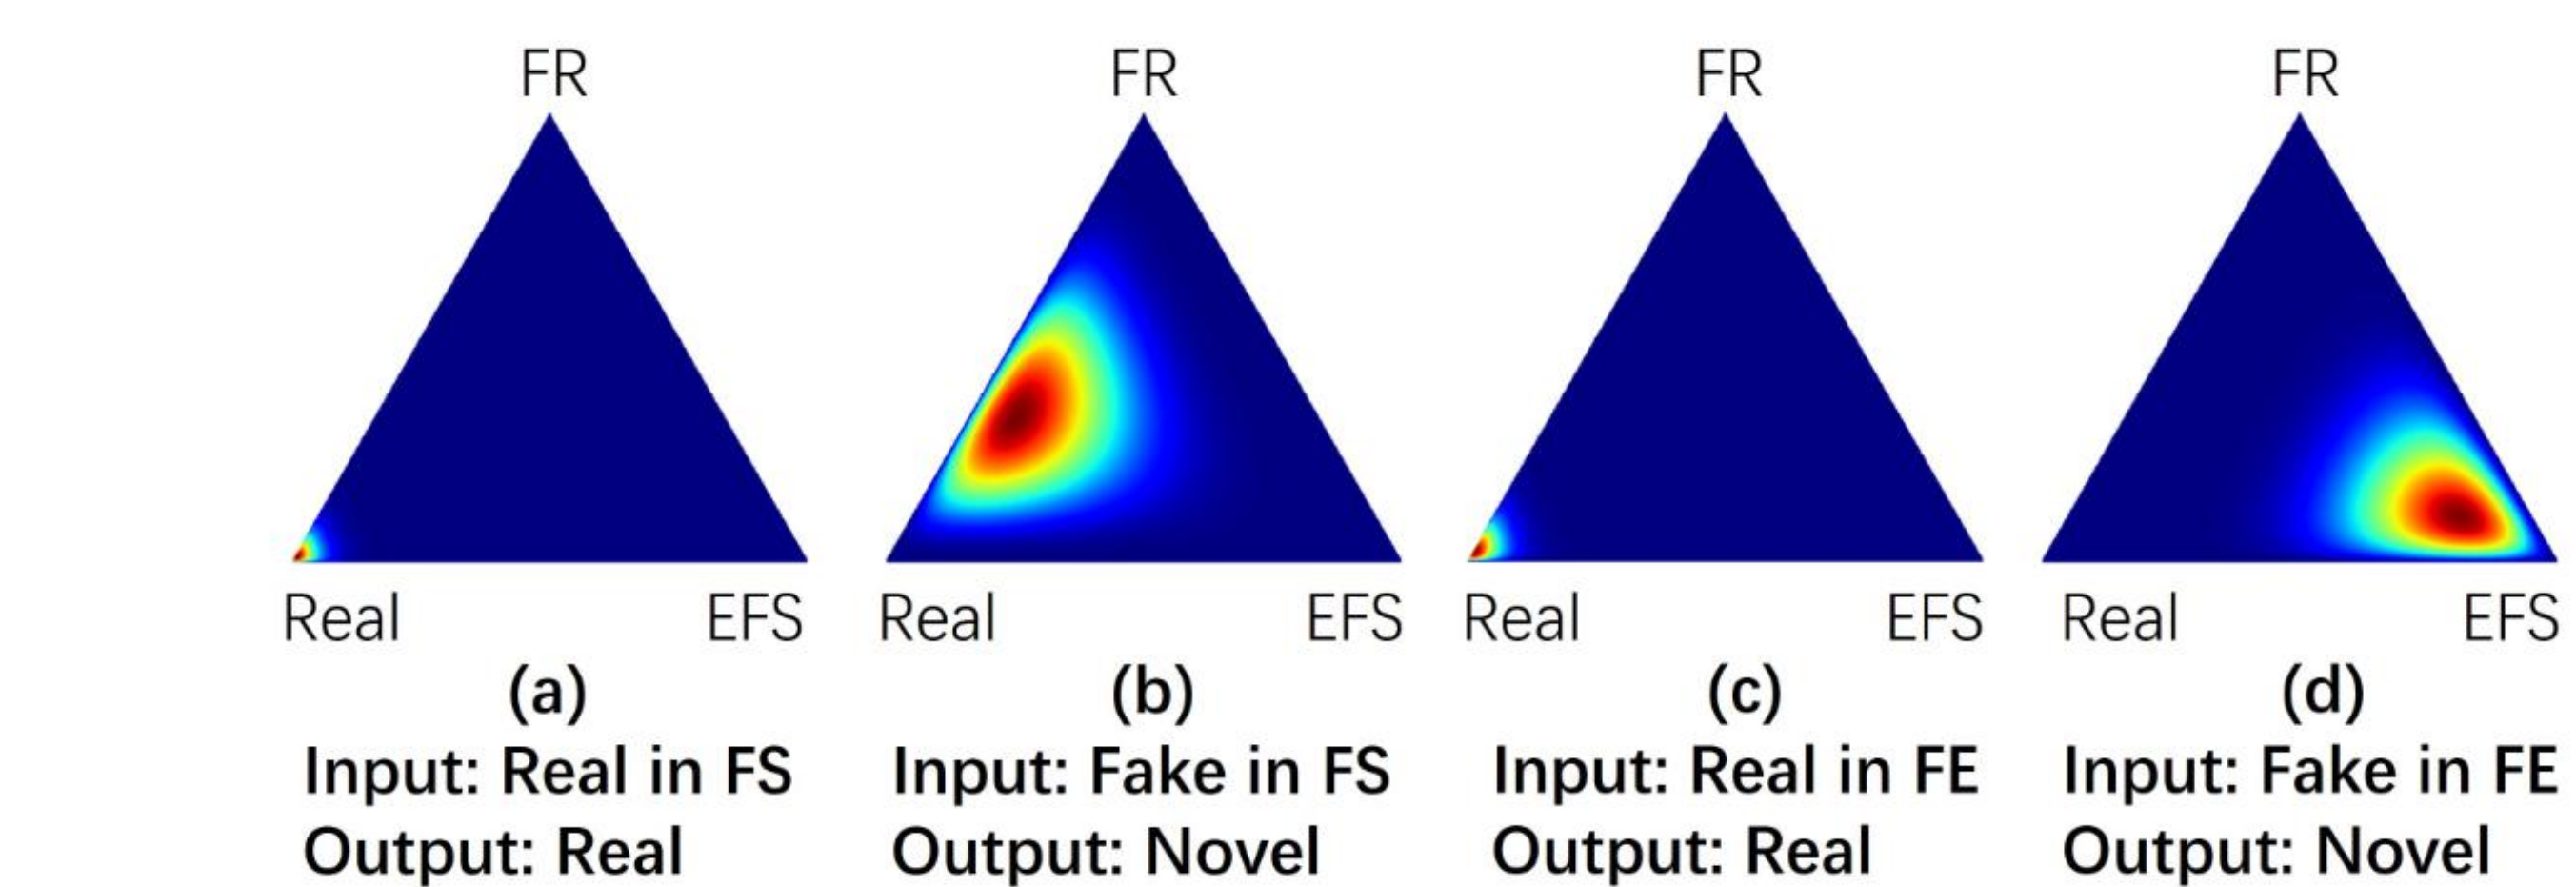 FR FR FR FR
Real EFS Real EFS Real EFS Real EFS
(a) (b) (c) (d)
Input: Real in FS Input: Fake in FS Input: Real in FE Input: Fake in FE
Output: Real Output: Novel Output: Real Output: Novel